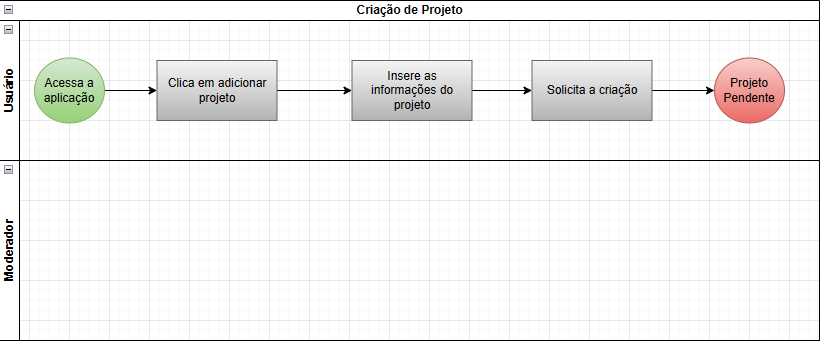 Criação de Projeto
Usuário
Acessa a
aplicação
Clica em adicionar
projeto
Insere as
informações do
projeto
Solicita a criação
Projeto
Pendente
Moderador